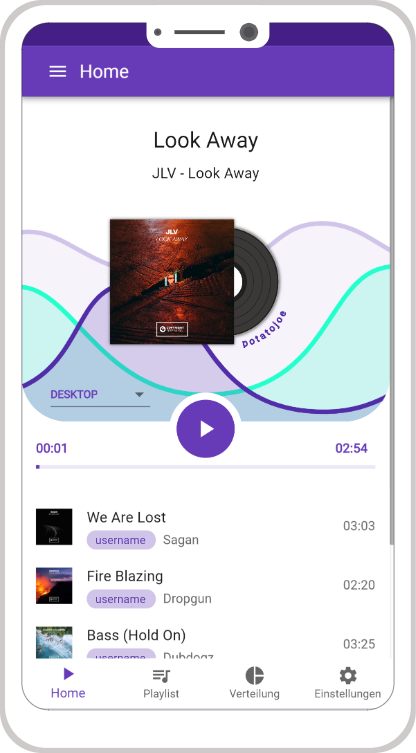 Home
Look Away
JLV - Look Away
JLV
LOOK AWAY
Potatojoe
DESKTOP
00:01 02:54
We Are Lost
username Sagan
03:03
Fire Blazing
username Dropgun
02:20
Bass (Hold On)
username Dubdogz
03:25
Home Playlist Verteilung Einstellungen